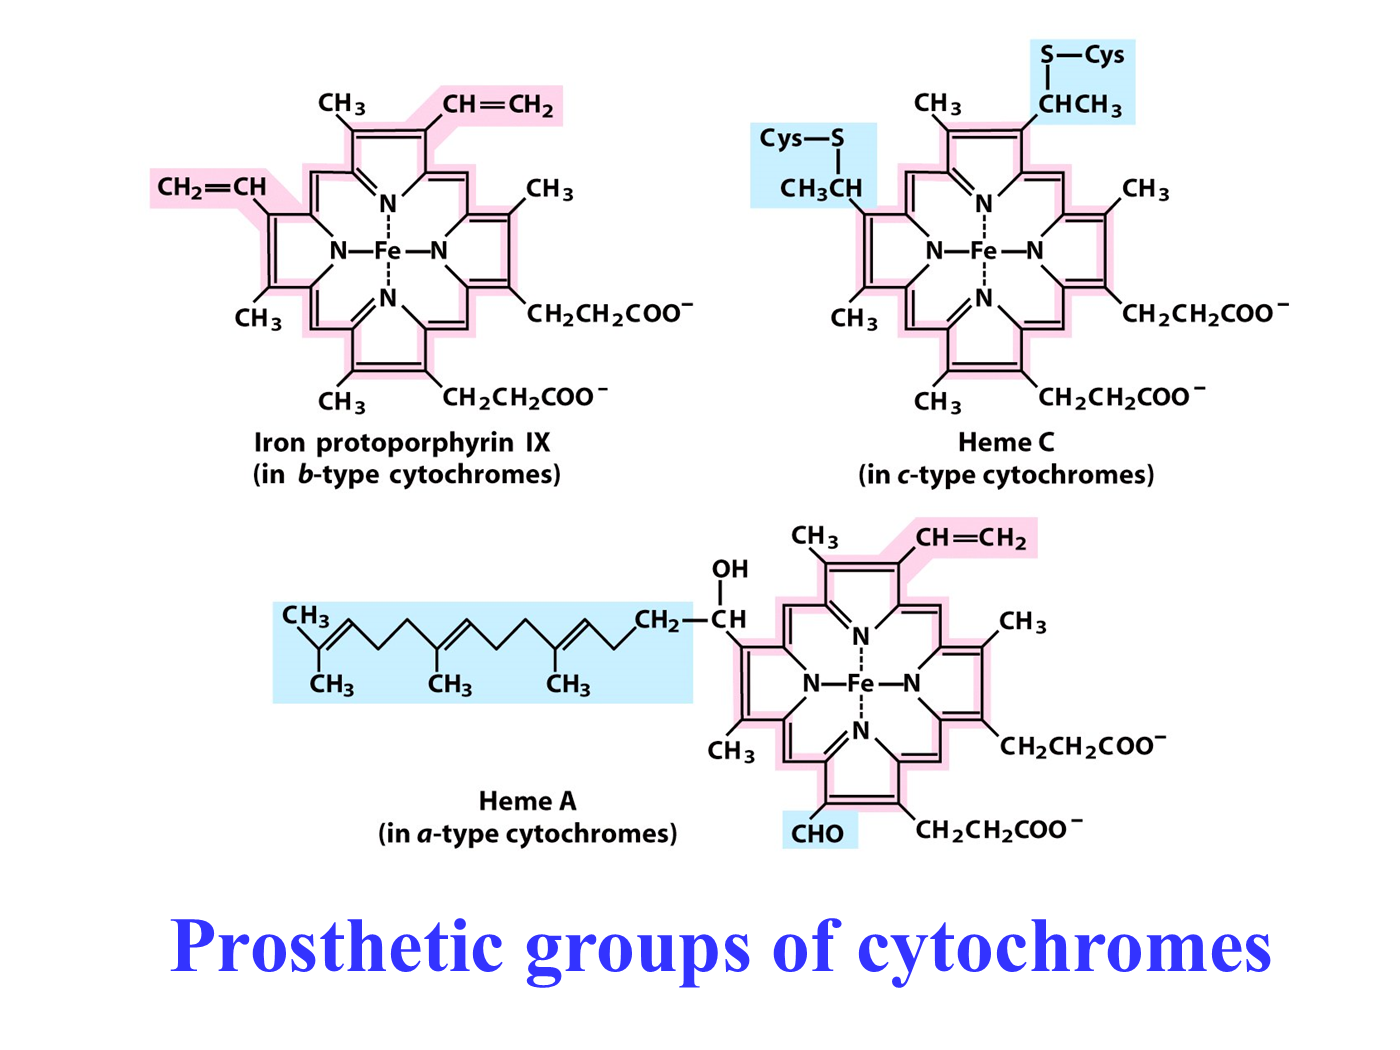 CH₃
CH=CH₂
CH₂=CH
CH₃
N
N—Fe—N
N
CH₃
CH₂CH₂COO⁻
CH₃
CH₂CH₂COO⁻
Iron protoporphyrin IX
(in b-type cytochromes)
S—Cys
CH₃
CHCH₃
Cys—S
CH₃CH
CH₃
N
N—Fe—N
N
CH₃
CH₂CH₂COO⁻
CH₃
CH₂CH₂COO⁻
Heme C
(in c-type cytochromes)
CH₃
CH=CH₂
OH
CH₃
CH₂—CH
CH₃
N
CH₃
CH₃
CH₃
N—Fe—N
N
CH₃
CH₂CH₂COO⁻
CHO
CH₂CH₂COO⁻
Heme A
(in a-type cytochromes)
Prosthetic groups of cytochromes